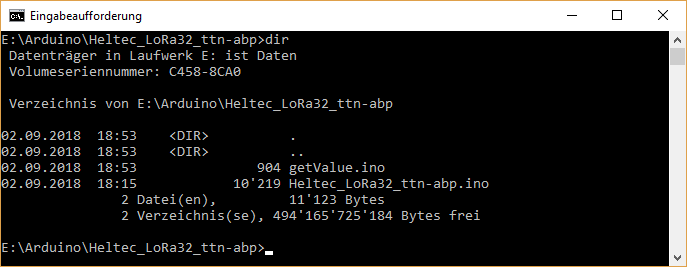 Eingabeaufforderung
E:\Arduino\Heltec_LoRa32_ttn-abp>dir
Datenträger in Laufwerk E: ist Daten
Volumeseriennummer: C458-8CA0
Verzeichnis von E:\Arduino\Heltec_LoRa32_ttn-abp
02.09.2018  18:53    <DIR>          .
02.09.2018  18:53    <DIR>          ..
02.09.2018  18:53               904 getValue.ino
02.09.2018  18:15            10'219 Heltec_LoRa32_ttn-abp.ino
2 Datei(en),         11'123 Bytes
2 Verzeichnis(se), 494'165'725'184 Bytes frei
E:\Arduino\Heltec_LoRa32_ttn-abp>